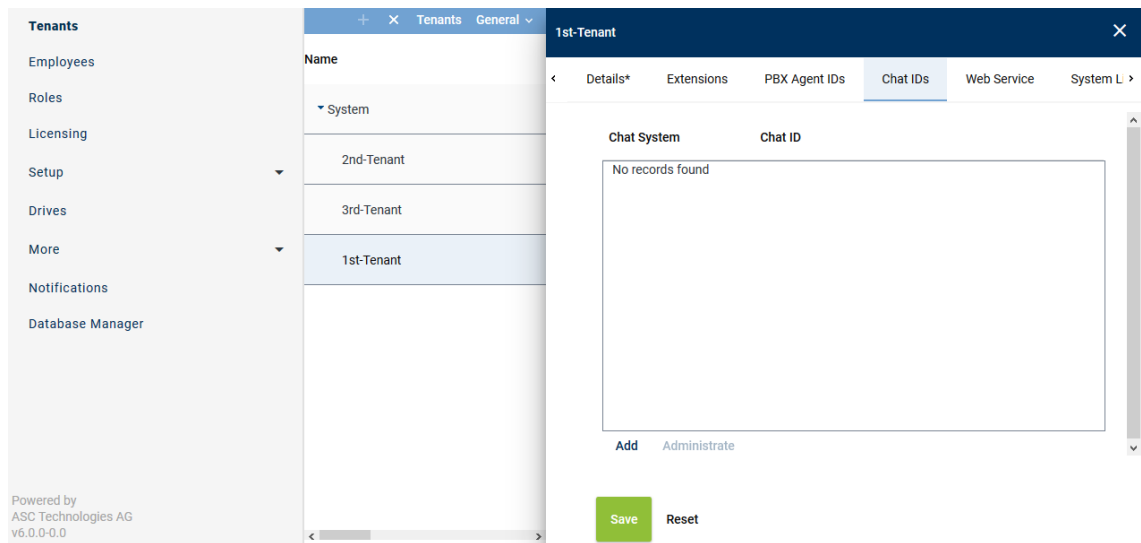 Tenants
Employees
Roles
Licensing
Setup
Drives
More
Notifications
Database Manager
Powered by
ASC Technologies AG
v6.0.0-0.0
Tenants General
Name
System
2nd-Tenant
3rd-Tenant
1st-Tenant
1st-Tenant
Details* Extensions PBX Agent IDs Chat IDs Web Service System Li
Chat System Chat ID
No records found
Add Administrate
Save Reset